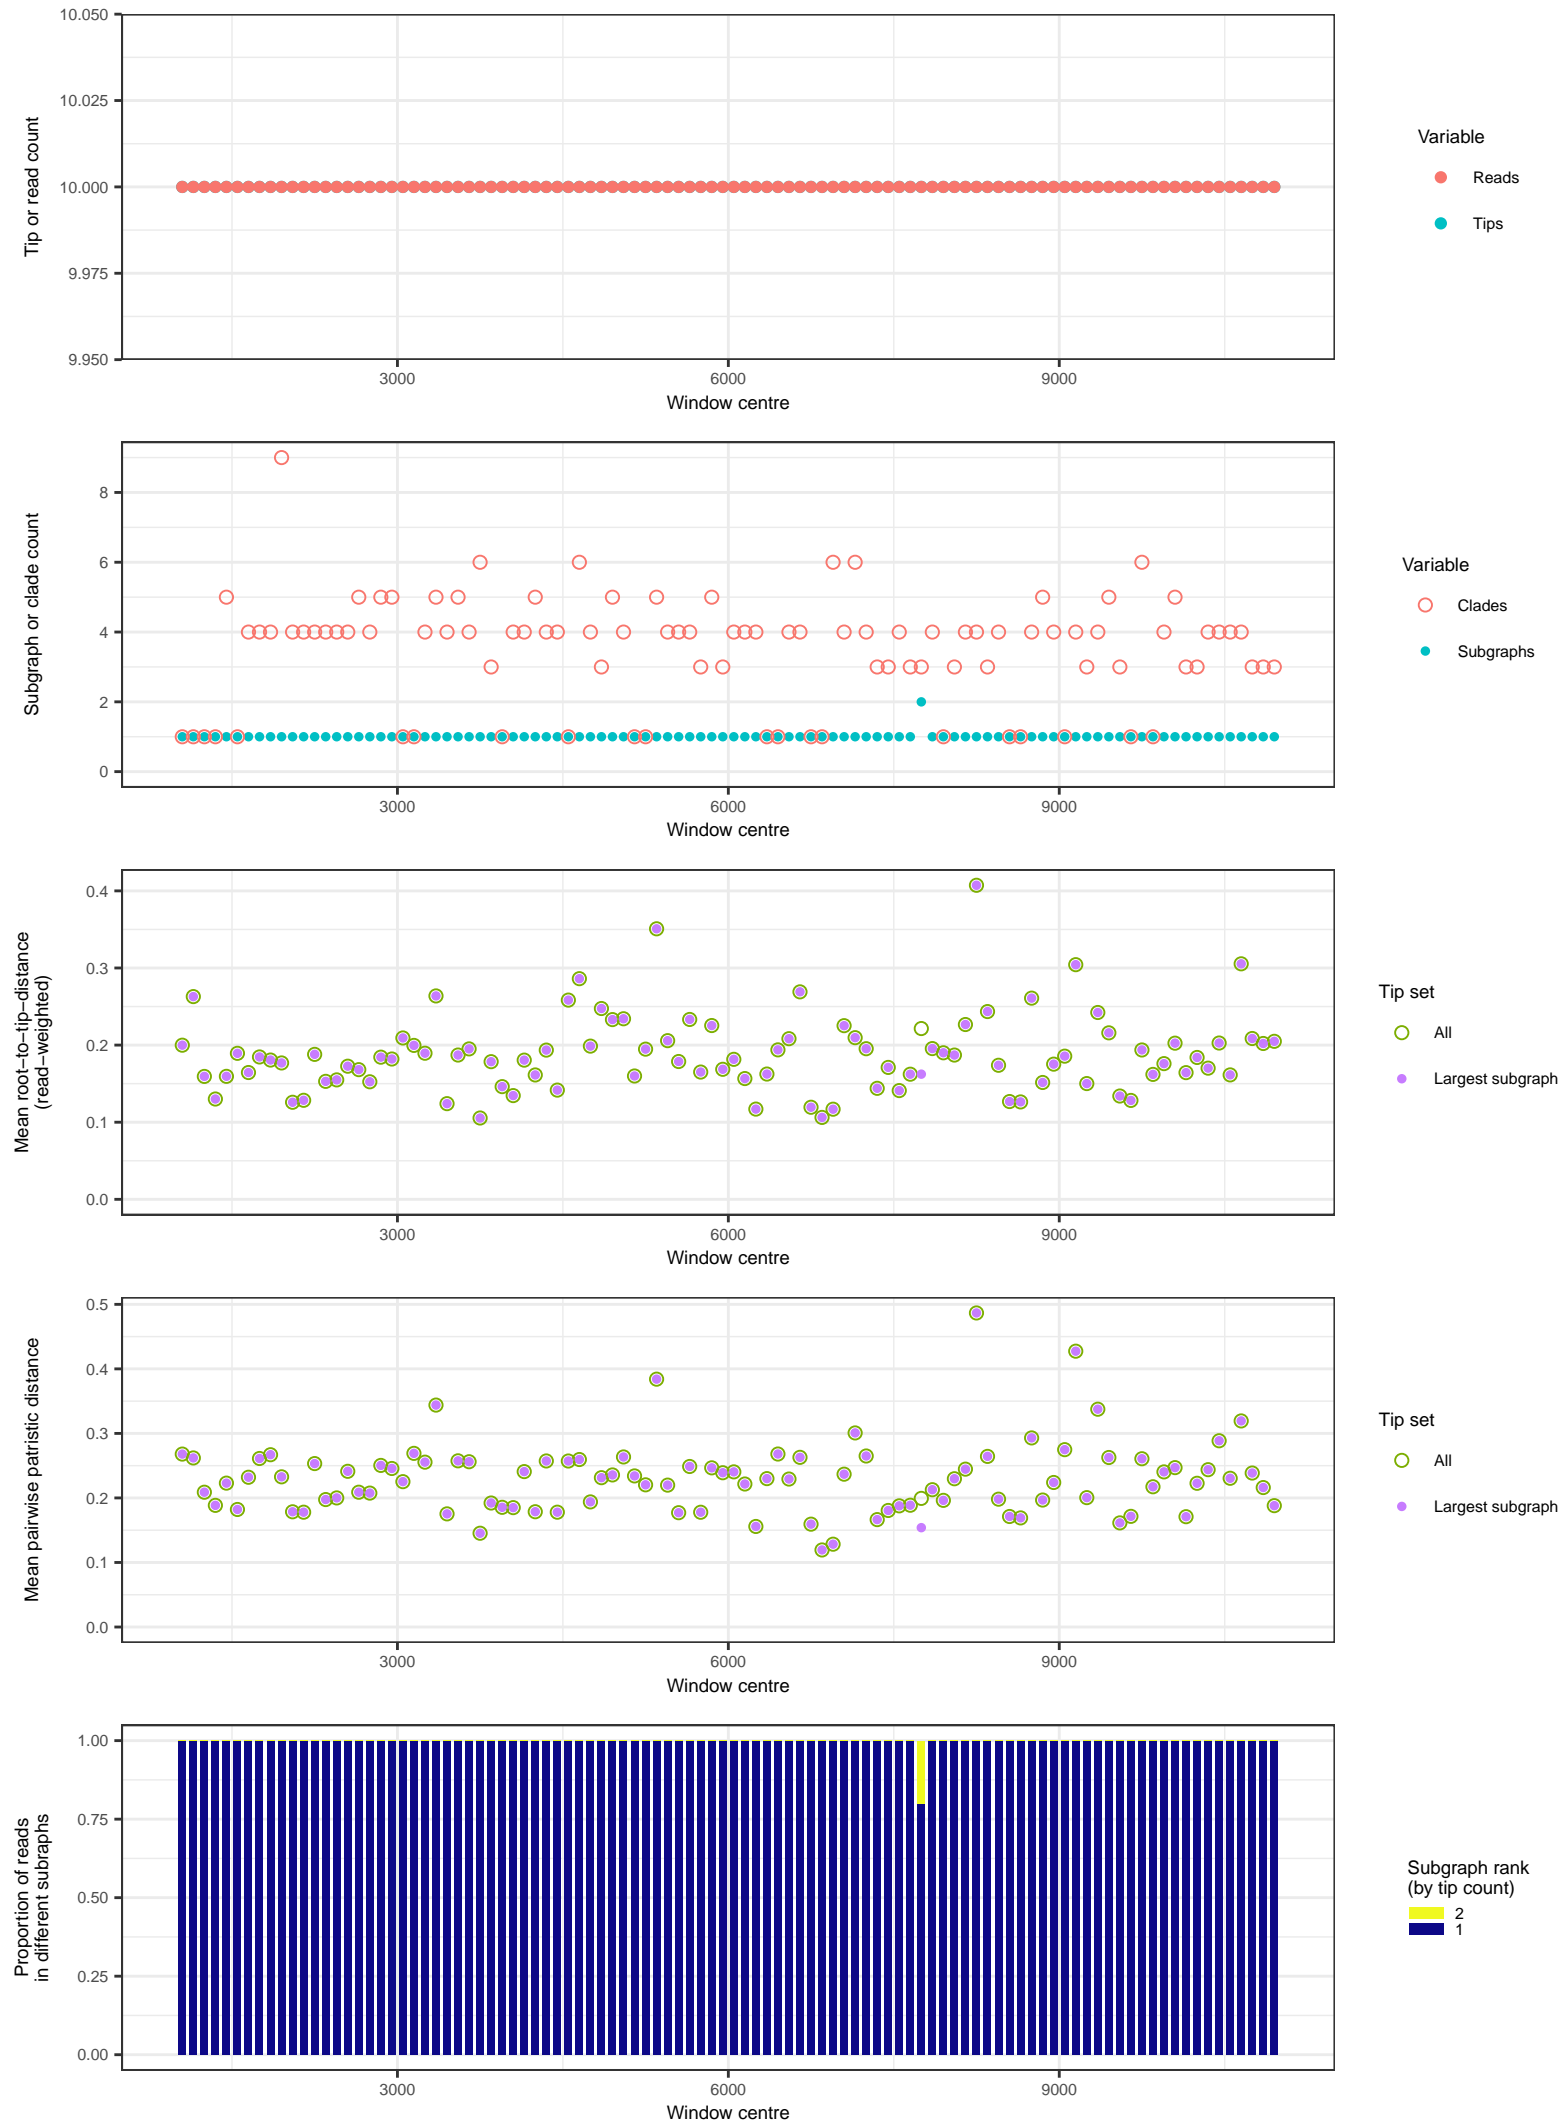 10.050
10.025
10.000
9.975
9.950
Tip or read count
3000
6000
9000
Window centre
Variable
Reads
Tips
8
6
4
2
0
Subgraph or clade count
3000
6000
9000
Window centre
Variable
Clades
Subgraphs
0.4
0.3
0.2
0.1
0.0
Mean root−to−tip−distance
(read−weighted)
3000
6000
9000
Window centre
Tip set
All
Largest subgraph
0.5
0.4
0.3
0.2
0.1
0.0
Mean pairwise patristic distance
3000
6000
9000
Window centre
Tip set
All
Largest subgraph
1.00
0.75
0.50
0.25
0.00
Proportion of reads
in different subraphs
3000
6000
9000
Window centre
Subgraph rank
(by tip count)
2
1